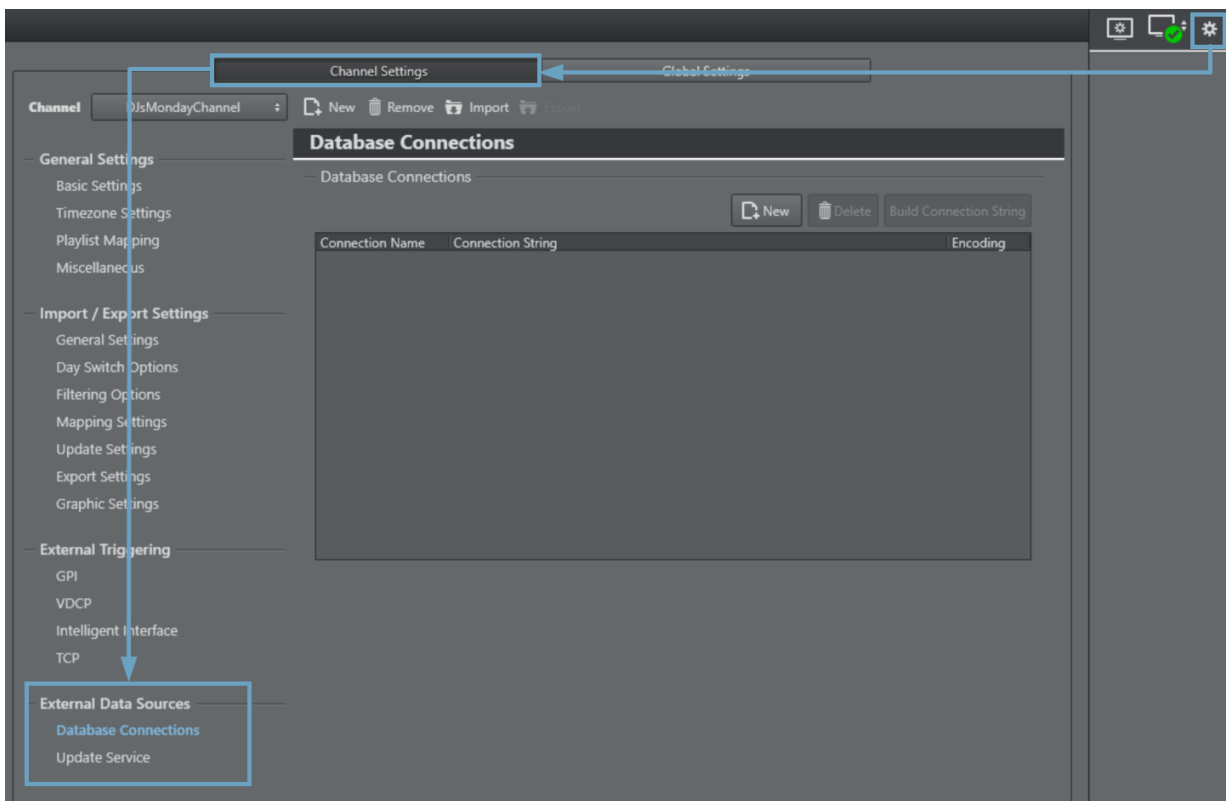 Channel Settings
Global Settings
Channel DJsMondayChannel New Remove Import Export
Database Connections
General Settings
Basic Settings
Timezone Settings
Playlist Mapping
Miscellaneous
Import / Export Settings
General Settings
Day Switch Options
Filtering Options
Mapping Settings
Update Settings
Export Settings
Graphic Settings
External Triggering
GPI
VDCP
Intelligent Interface
TCP
External Data Sources
Database Connections
Update Service
Database Connections
New Delete Build Connection String
Connection Name Connection String Encoding